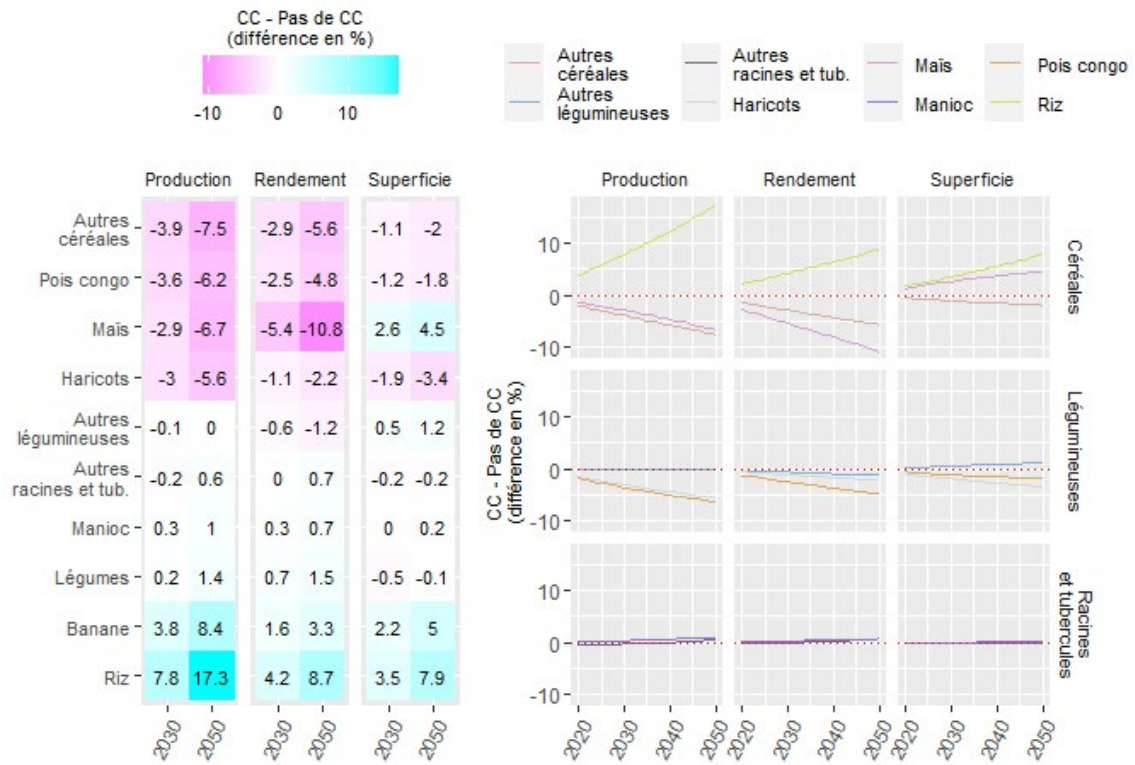 CC - Pas de CC
(différence en %)
-10 0 10
Autres
céréales
Autres
légumineuses
Autres
racines et tub.
Haricots
Maïs
Manioc
Pois congo
Riz
Production Rendement Superficie
Autres
céréales
-3.9 -7.5 -2.9 -5.6 -1.1 -2
Pois congo -3.6 -6.2 -2.5 -4.8 -1.2 -1.8
Maïs -2.9 -6.7 -5.4 -10.8 2.6 4.5
Haricots -3 -5.6 -1.1 -2.2 -1.9 -3.4
Autres
légumineuses
-0.1 0 -0.6 -1.2 0.5 1.2
Autres
racines et tub.
-0.2 0.6 0 0.7 -0.2 -0.2
Manioc 0.3 1 0.3 0.7 0 0.2
Légumes 0.2 1.4 0.7 1.5 -0.5 -0.1
Banane 3.8 8.4 1.6 3.3 2.2 5
Riz 7.8 17.3 4.2 8.7 3.5 7.9
2030 2050 2030 2050 2030 2050
Production Rendement Superficie
CC - Pas de CC
(différence en %)
10
0
-10
Céréales
10
0
-10
Légumineuses
10
0
-10
Racines
et tubercules
2020 2030 2040 2050 2020 2030 2040 2050 2020 2030 2040 2050